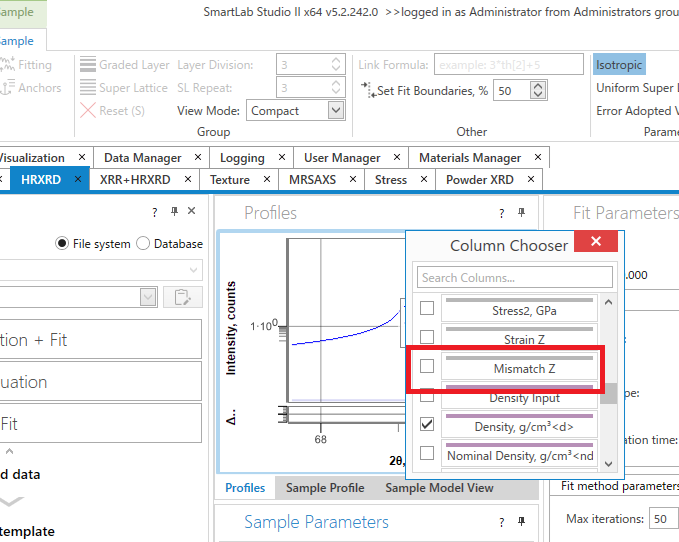 Sample
SmartLab Studio II x64 v5.2.242.0 >>logged in as Administrator from Administrators grou
ample
Fitting
Anchors
Graded Layer
Layer Division:
3
Super Lattice
SL Repeat:
3
Reset (S)
View Mode:
Compact
Group
Link Formula:
example: 3*th[2]+5
Set Fit Boundaries, %
50
Other
Isotropic
Uniform Super
Error Adopted V
Parame
isualization ×
Data Manager ×
Logging ×
User Manager ×
Materials Manager ×
×
HRXRD ×
XRR+HRXRD ×
Texture ×
MRSAXS ×
Stress ×
Powder XRD ×
?
File system
Database
tion + Fit
uation
Fit
d data
template
Profiles
?
Intensity, counts
1·10⁰
Δ..
68
2θ,
Profiles
Sample Profile
Sample Model View
Sample Parameters
?
Column Chooser
Search Columns...
Stress2, GPa
Strain Z
Mismatch Z
Density Input
Density, g/cm³<d>
Nominal Density, g/cm³<nd
Fit Parameters
.000
pe:
ation time:
Fit method parameters
Max iterations:
50